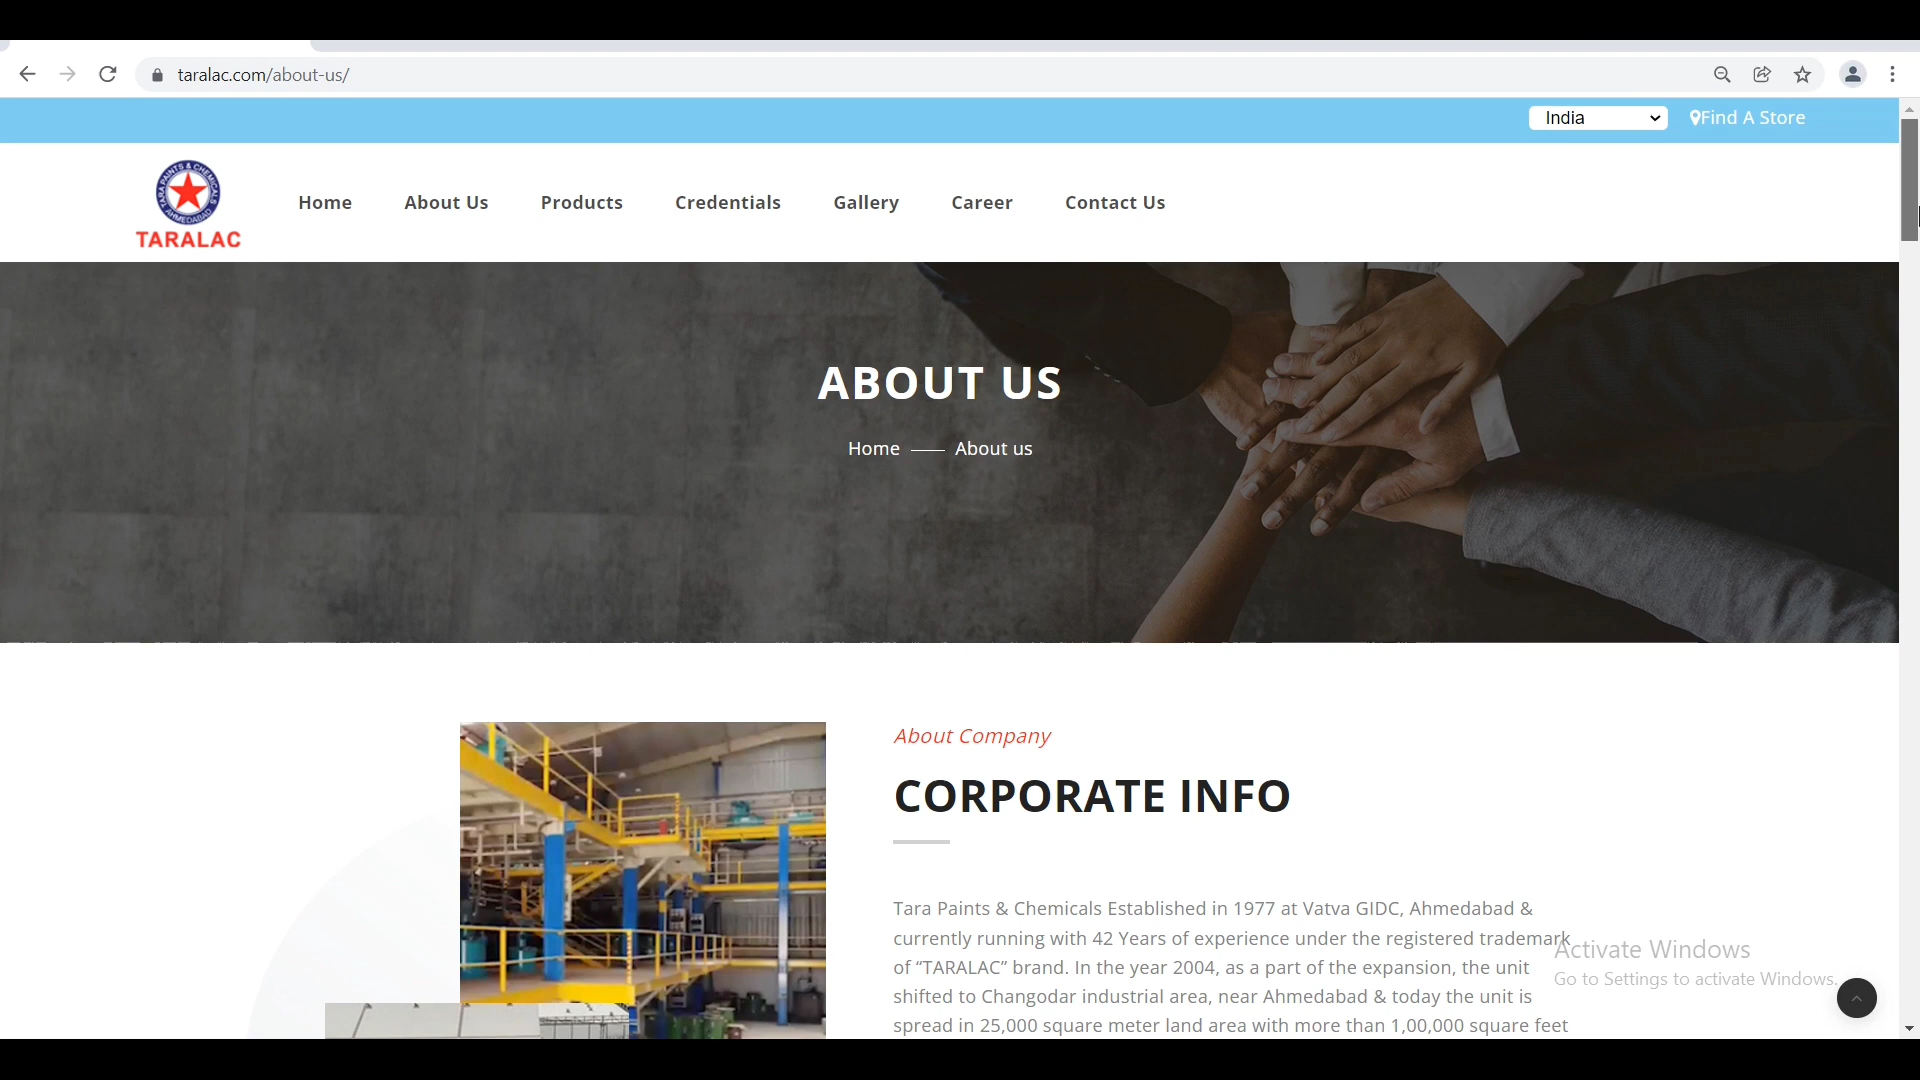 taralac.com/about-us/
India
Find A Store
TARA PAINTS & CHEMICALS
AHMEDABAD
TARALAC
Home
About Us
Products
Credentials
Gallery
Career
Contact Us
ABOUT US
Home
About us
About Company
CORPORATE INFO
Tara Paints & Chemicals Established in 1977 at Vatva GIDC, Ahmedabad &
currently running with 42 Years of experience under the registered trademark
of “TARALAC” brand. In the year 2004, as a part of the expansion, the unit
shifted to Changodar industrial area, near Ahmedabad & today the unit is
spread in 25,000 square meter land area with more than 1,00,000 square feet
Activate Windows
Go to Settings to activate Windows.